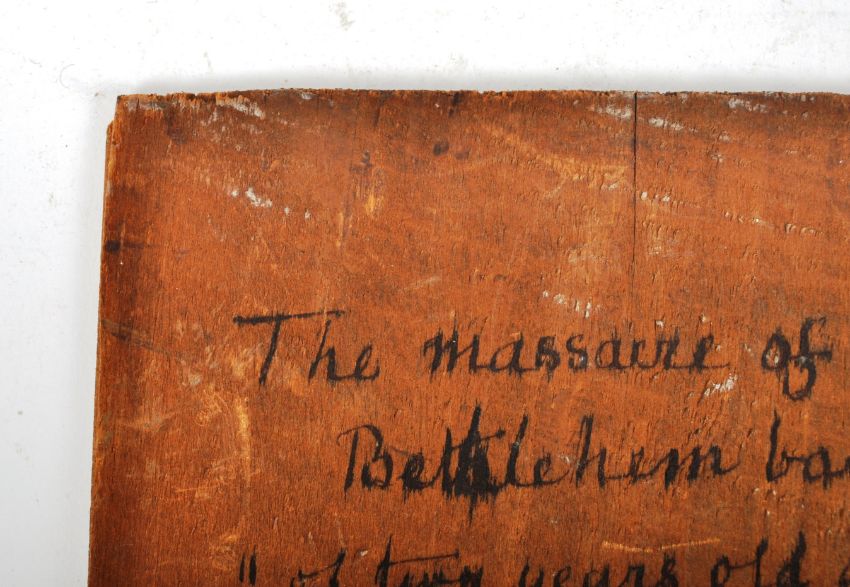 The massacre of
Bethlehem ba
" of two years old a